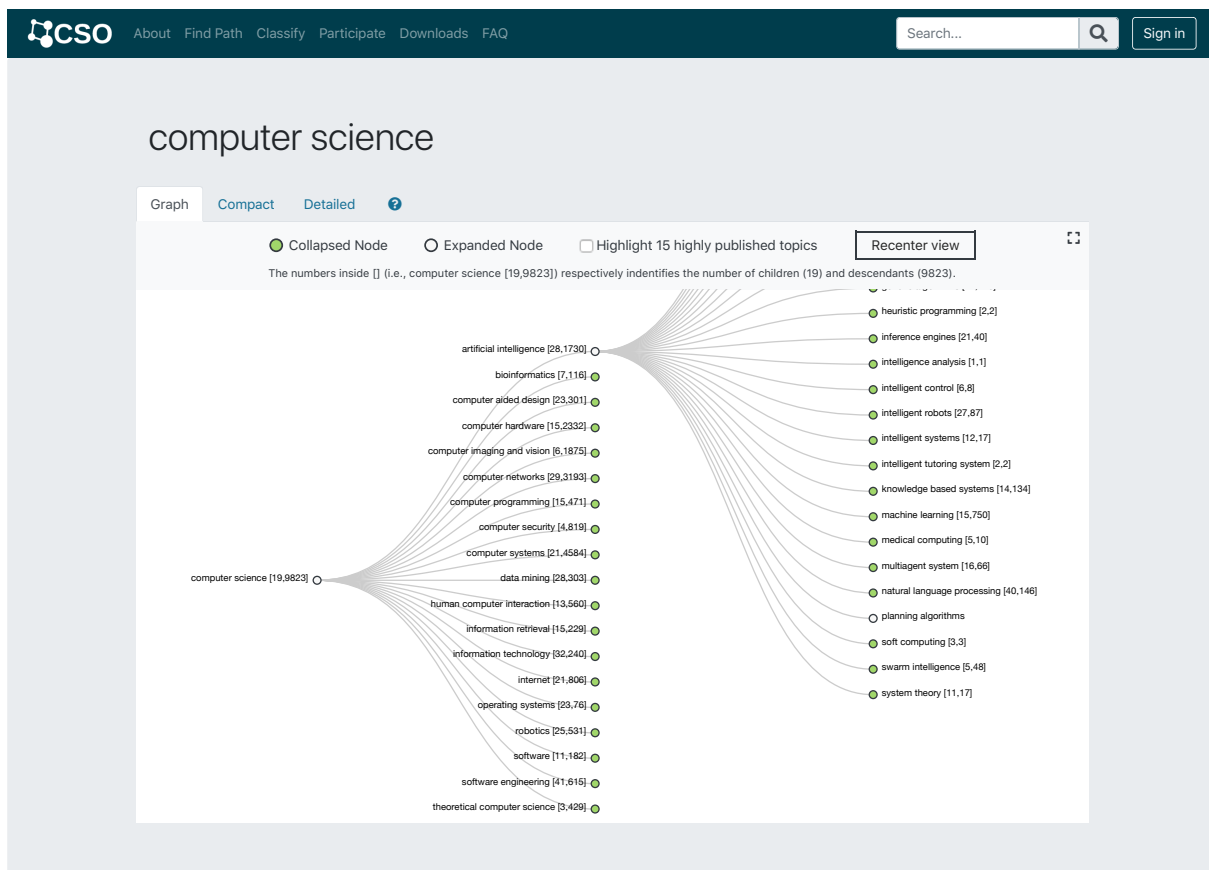 CSO About Find Path Classify Participate Downloads FAQ Search... Sign in
computer science
Graph Compact Detailed ?
Collapsed Node Expanded Node Highlight 15 highly published topics Recenter view
The numbers inside [] (i.e., computer science [19,9823]) respectively indentifies the number of children (19) and descendants (9823).
heuristic programming [2,2]
inference engines [21,40]
artificial intelligence [28,1730]
intelligence analysis [1,1]
bioinformatics [7,116]
intelligent control [6,8]
computer aided design [23,301]
intelligent robots [27,87]
computer hardware [15,2332]
intelligent systems [12,17]
computer imaging and vision [6,1875]
intelligent tutoring system [2,2]
computer networks [29,3193]
knowledge based systems [14,134]
computer programming [15,471]
machine learning [15,750]
computer security [4,819]
medical computing [5,10]
computer systems [21,4584]
multiagent system [16,66]
computer science [19,9823]
data mining [28,303]
natural language processing [40,146]
human computer interaction [13,560]
planning algorithms
information retrieval [15,229]
soft computing [3,3]
information technology [32,240]
swarm intelligence [5,48]
internet [21,806]
system theory [11,17]
operating systems [23,76]
robotics [25,531]
software [11,182]
software engineering [41,615]
theoretical computer science [3,429]